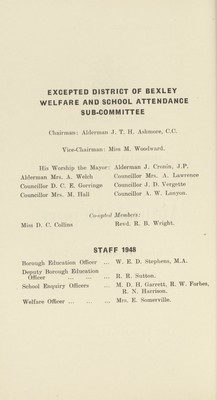 EXCEPTED DISTRICT OF BEXLEY
WELFARE AND SCHOOL ATTENDANCE
SUB-COMMITTEE
Chairman: Alderman J. T. H. Ashmore, C.C.
Vice-Chairman: Miss M. Woodward.
His Worship the Mayor: Alderman J. Cronin, J.P.
Alderman Mrs. A. Welch Councillor Mrs. A. Lawrence
Councillor D. C. E. Gorringe Councillor J. D. Vergette
Councillor Mrs. M. Hall Councillor A. W. Lanyon.
Co-opted Members:
Miss D. C. Collins Revd. R. B. Wright.
STAFF 1948
Borough Education Officer ... W. E. D. Stephens, M.A.
Deputy Borough Education
Officer ... ... ... R. R. Sutton.
School Enquiry Officers ... M. D. H. Garrett, R. W. Forbes,
R. N. Harrison.
Welfare Officer ... ... ... Mrs. E. Somerville.